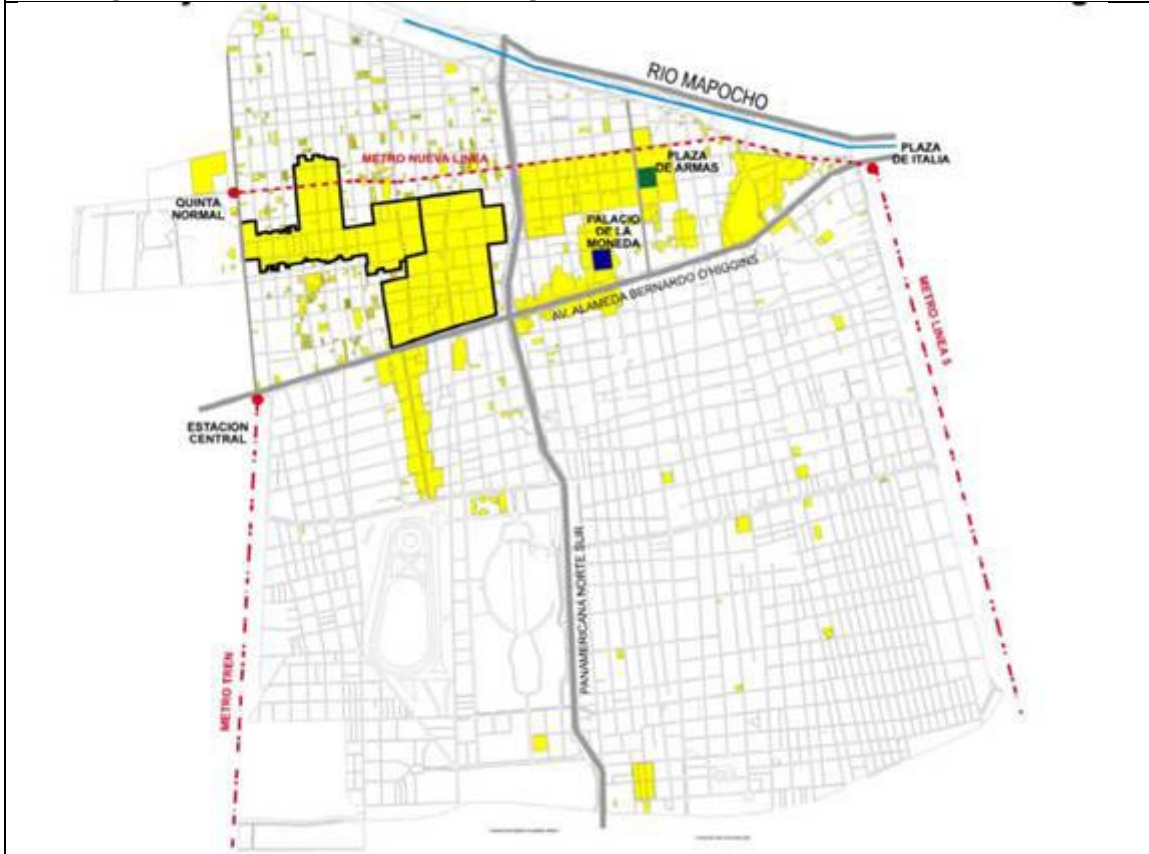 RIO MAPOCHO
PLAZA
DE ITALIA
METRO NUEVA LINEA
PLAZA
DE ARMAS
QUINTA
NORMAL
PALACIO
DE LA
MONEDA
AV. ALAMEDA BERNARDO O'HIGGINS
METRO LINEA 5
ESTACION
CENTRAL
PANAMERICANA NORTE SUR
METRO TREN